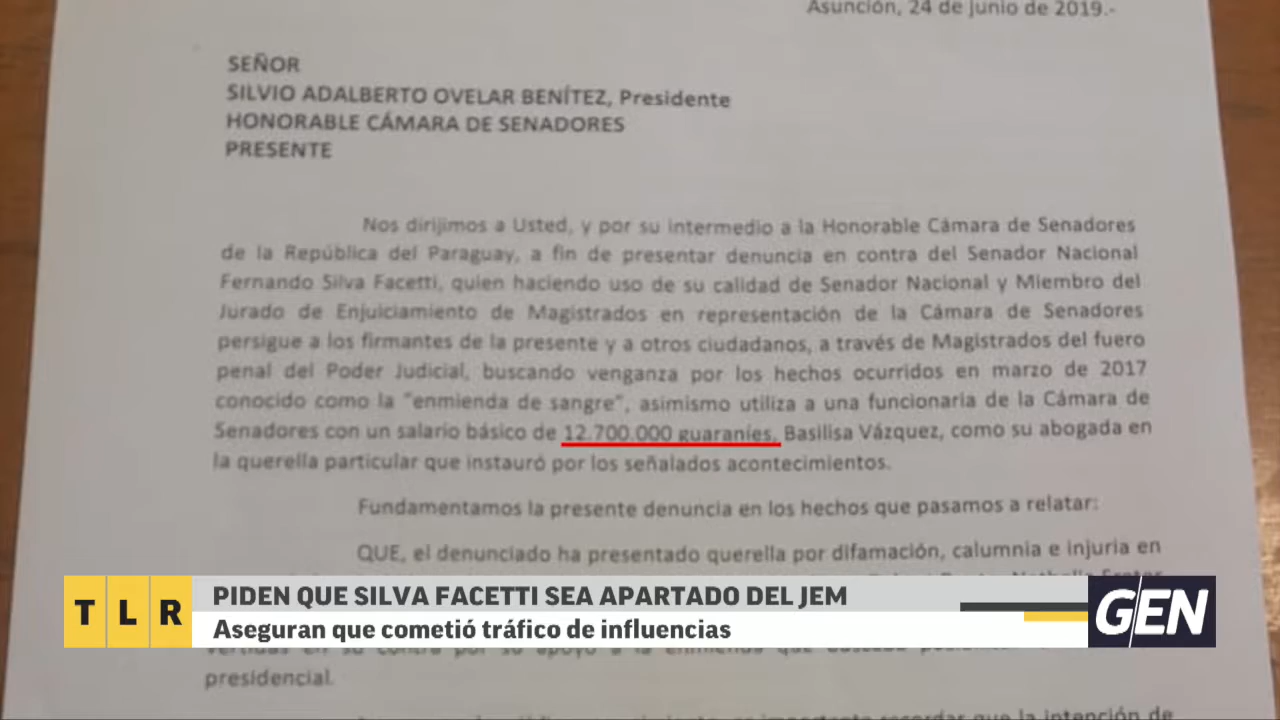 Asunción, 24 de junio de 2019.-
SEÑOR
SILVIO ADALBERTO OVELAR BENÍTEZ, Presidente
HONORABLE CÁMARA DE SENADORES
PRESENTE
Nos dirijimos a Usted, y por su intermedio a la Honorable Cámara de Senadores
de la República del Paraguay, a fin de presentar denuncia en contra del Senador Nacional
Fernando Silva Facetti, quien haciendo uso de su calidad de Senador Nacional y Miembro del
Jurado de Enjuiciamiento de Magistrados en representación de la Cámara de Senadores
persigue a los firmantes de la presente y a otros ciudadanos, a través de Magistrados del fuero
penal del Poder Judicial, buscando venganza por los hechos ocurridos en marzo de 2017
conocido como la "enmienda de sangre", asimismo utiliza a una funcionaria de la Cámara de
Senadores con un salario básico de 12.700.000 guaraníes, Basilisa Vázquez, como su abogada en
la querella particular que instauró por los señalados acontecimientos.
Fundamentamos la presente denuncia en los hechos que pasamos a relatar:
QUE, el denunciado ha presentado querella por difamación, calumnia e injuria en
TLR
PIDEN QUE SILVA FACETTI SEA APARTADO DEL JEM
Aseguran que cometió tráfico de influencias
GEN
presidencial.